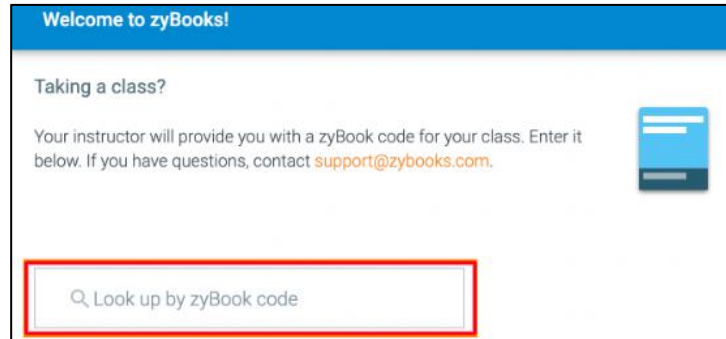 Welcome to zyBooks!
Taking a class?
Your instructor will provide you with a zyBook code for your class. Enter it
below. If you have questions, contact support@zybooks.com.
Look up by zyBook code